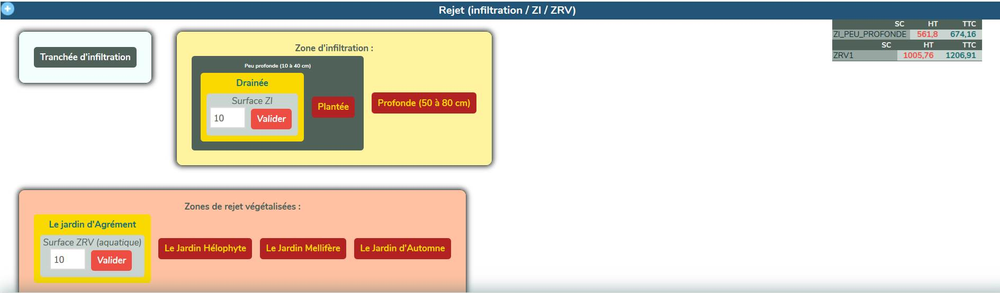 Rejet (infiltration / ZI / ZRV)
SC HT TTC
ZI_PEU_PROFONDE 561,8 674,16
SC HT TTC
ZRV1 1005,76 1206,91
Tranchée d'infiltration
Zone d'infiltration :
Peu profonde (10 à 40 cm)
Drainée
Surface ZI
10 Valider
Plantée
Profonde (50 à 80 cm)
Zones de rejet végétalisées :
Le jardin d'Agrément
Surface ZRV (aquatique)
10 Valider
Le Jardin Hélophyte
Le Jardin Mellifère
Le Jardin d'Automne